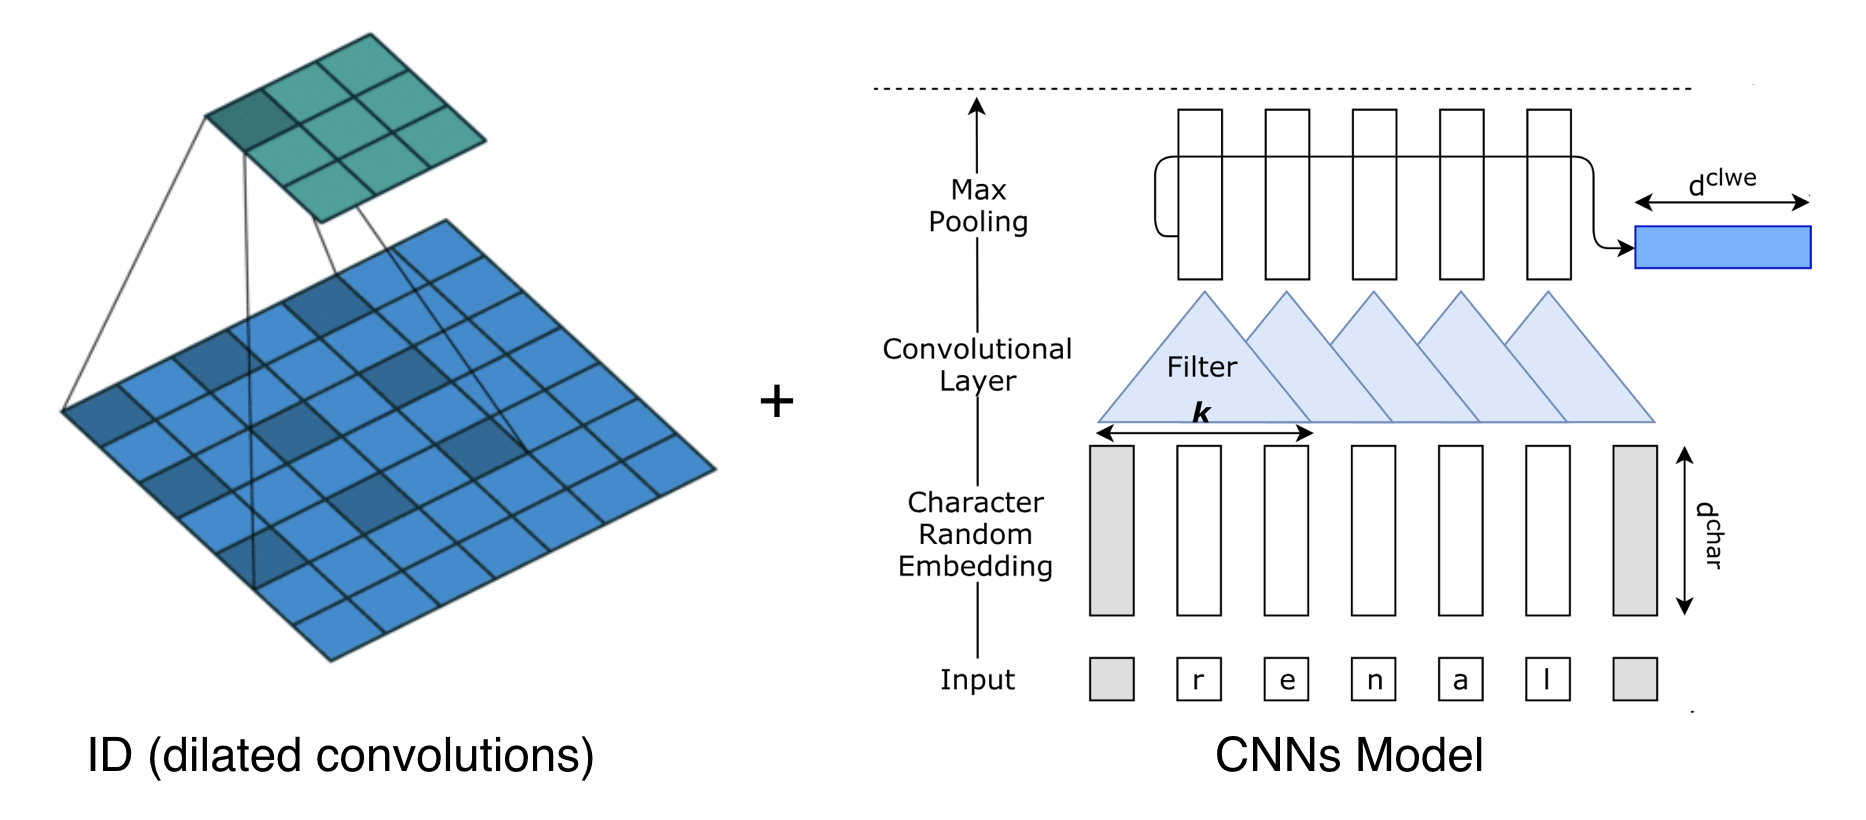 +
Max
Pooling
d^clwe
Convolutional
Layer
Filter
k
Character
Random
Embedding
d^char
Input
r e n a l
ID (dilated convolutions)
CNNs Model